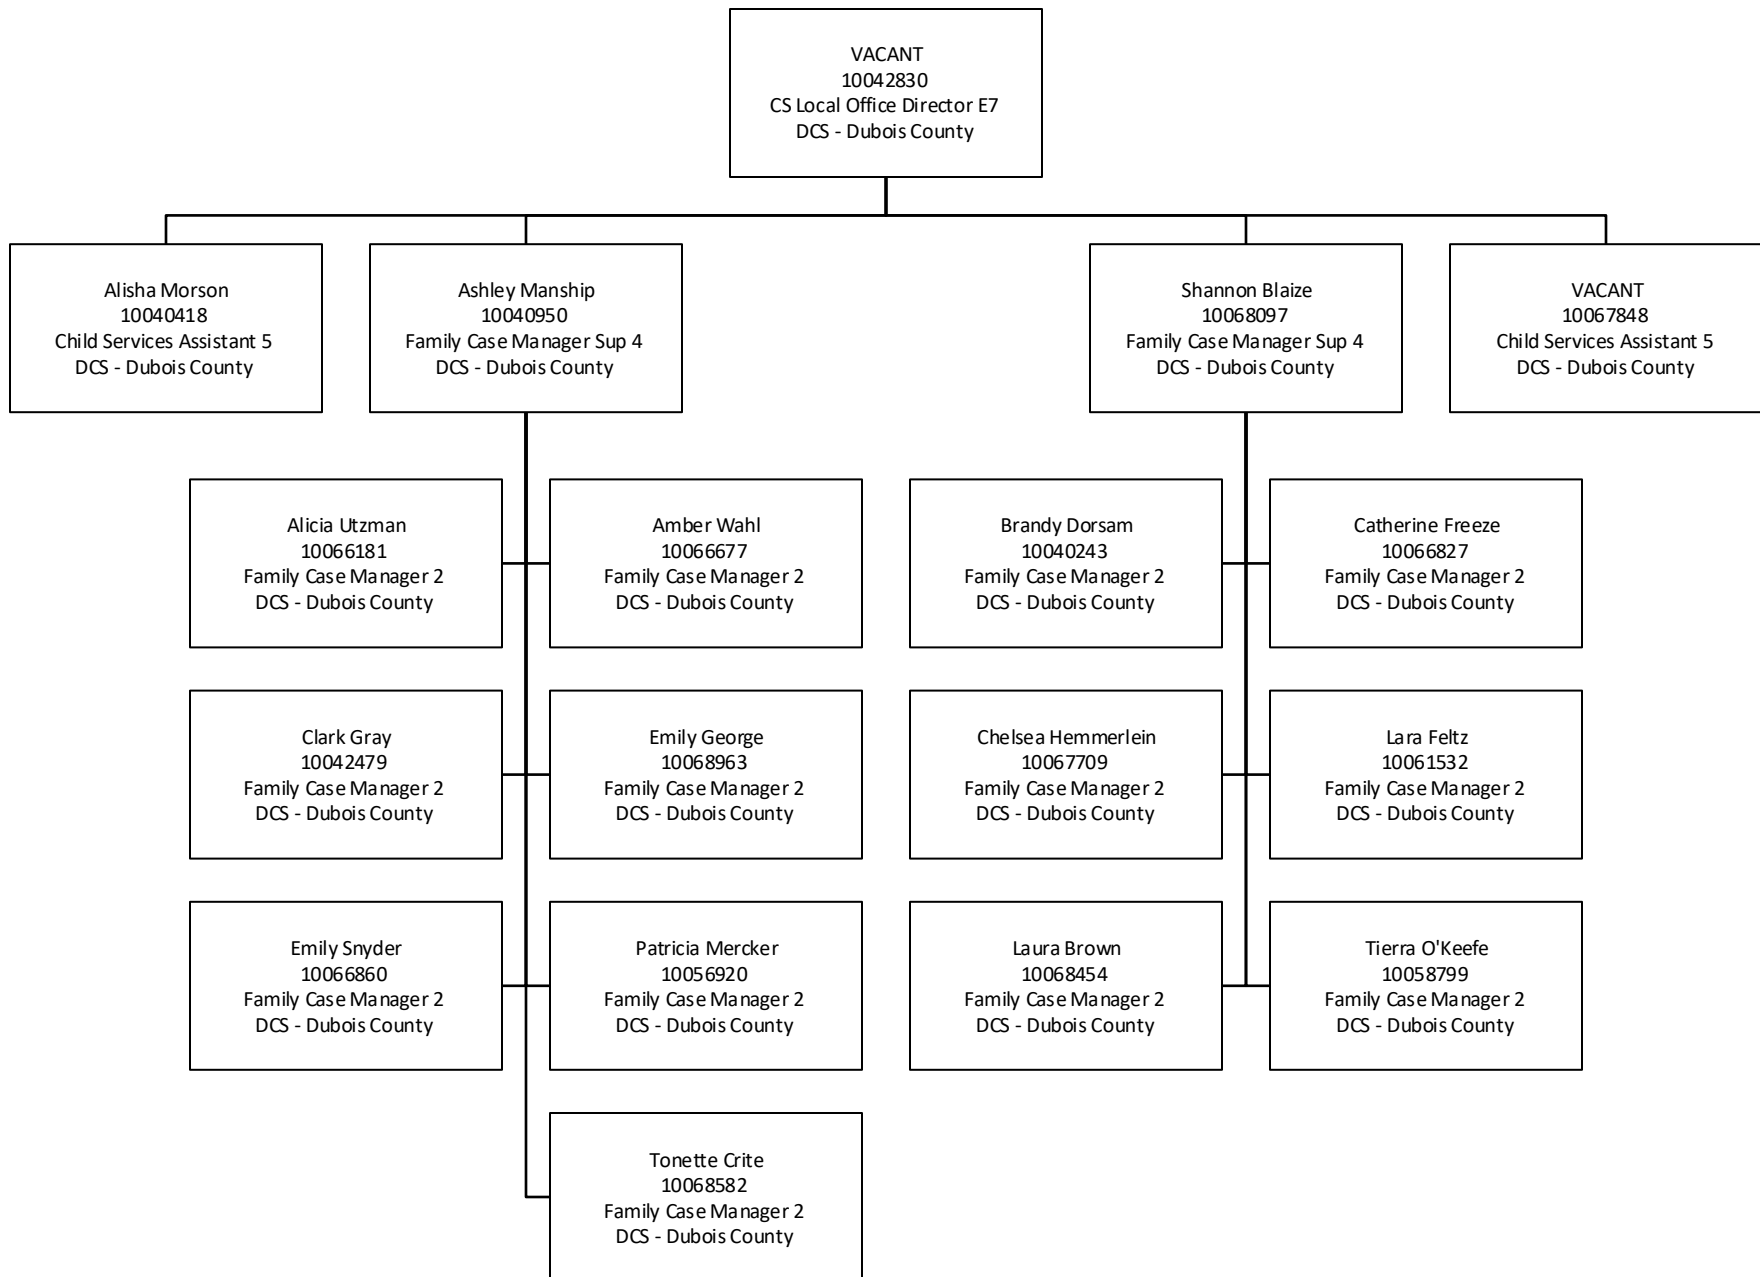 VACANT
10042830
CS Local Office Director E7
DCS - Dubois County
Alisha Morson
10040418
Child Services Assistant 5
DCS - Dubois County
Ashley Manship
10040950
Family Case Manager Sup 4
DCS - Dubois County
Shannon Blaize
10068097
Family Case Manager Sup 4
DCS - Dubois County
VACANT
10067848
Child Services Assistant 5
DCS - Dubois County
Alicia Utzman
10066181
Family Case Manager 2
DCS - Dubois County
Amber Wahl
10066677
Family Case Manager 2
DCS - Dubois County
Brandy Dorsam
10040243
Family Case Manager 2
DCS - Dubois County
Catherine Freeze
10066827
Family Case Manager 2
DCS - Dubois County
Clark Gray
10042479
Family Case Manager 2
DCS - Dubois County
Emily George
10068963
Family Case Manager 2
DCS - Dubois County
Chelsea Hemmerlein
10067709
Family Case Manager 2
DCS - Dubois County
Lara Feltz
10061532
Family Case Manager 2
DCS - Dubois County
Emily Snyder
10066860
Family Case Manager 2
DCS - Dubois County
Patricia Mercker
10056920
Family Case Manager 2
DCS - Dubois County
Laura Brown
10068454
Family Case Manager 2
DCS - Dubois County
Tierra O'Keefe
10058799
Family Case Manager 2
DCS - Dubois County
Tonette Crite
10068582
Family Case Manager 2
DCS - Dubois County